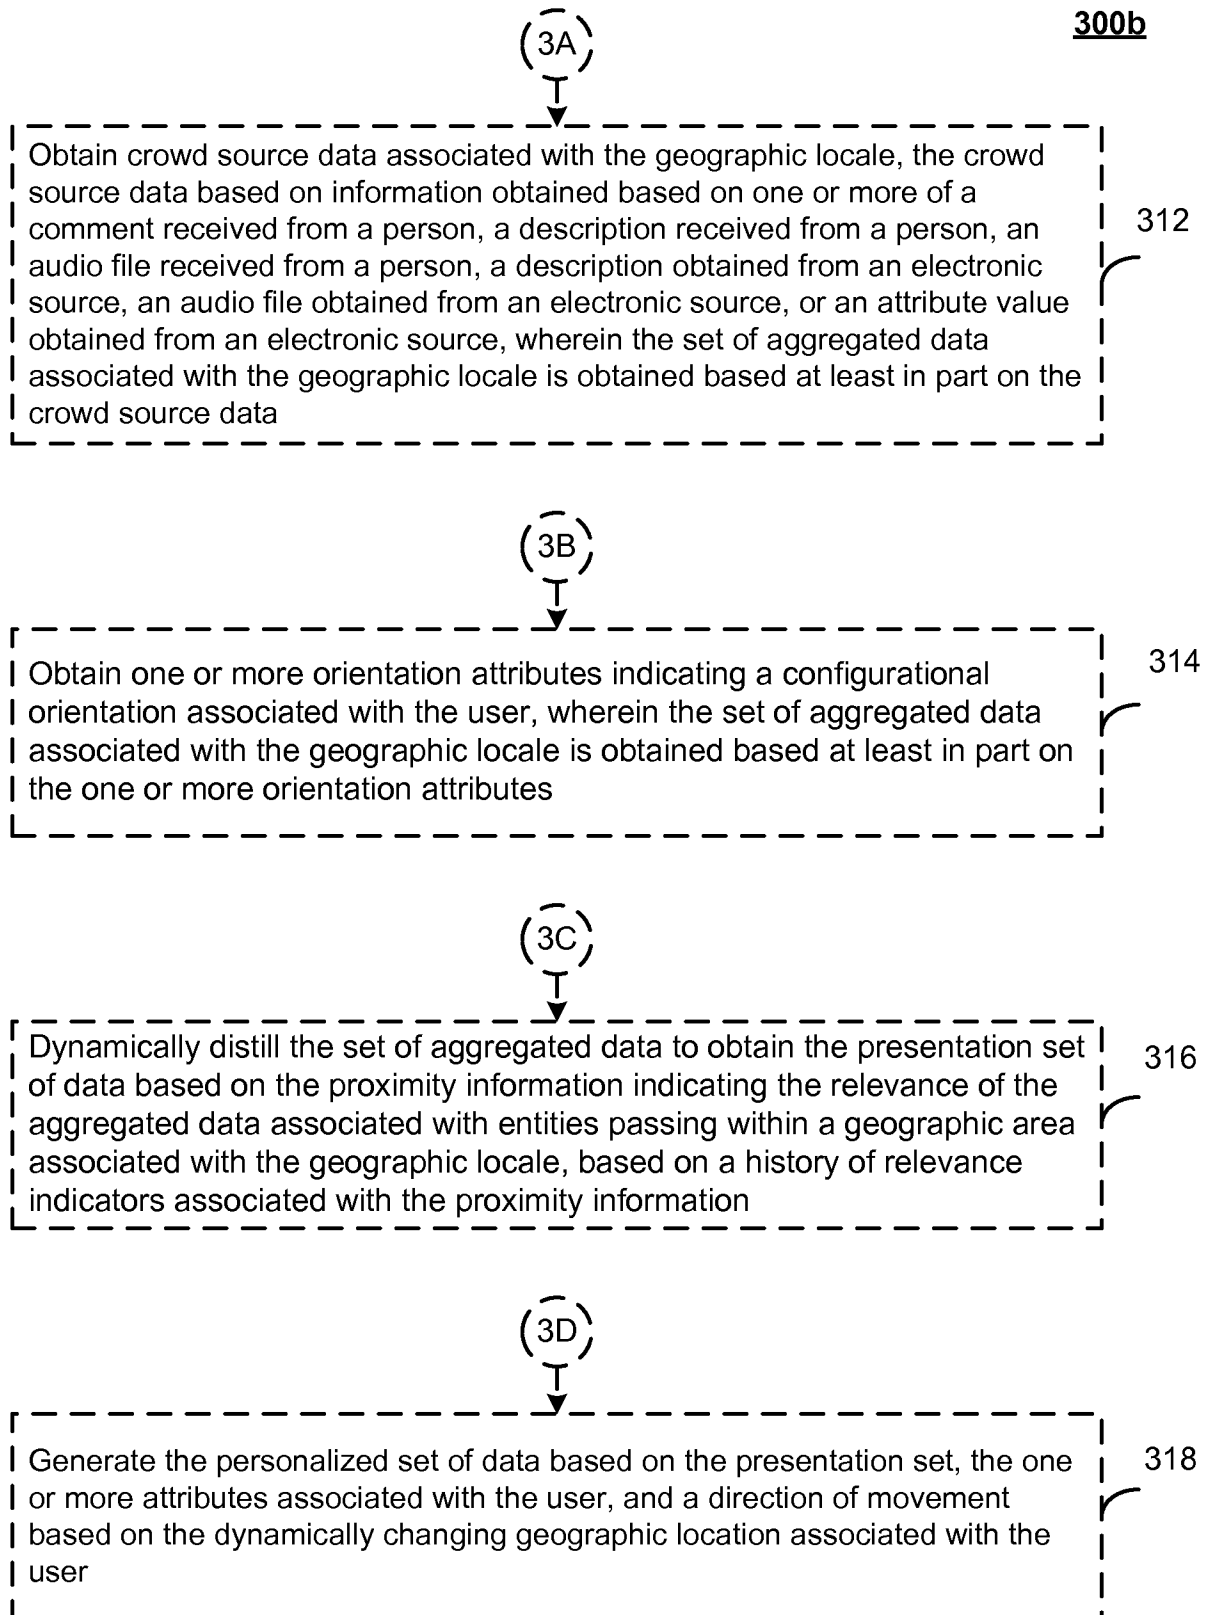 300b
3A
Obtain crowd source data associated with the geographic locale, the crowd
source data based on information obtained based on one or more of a
comment received from a person, a description received from a person, an
audio file received from a person, a description obtained from an electronic
source, an audio file obtained from an electronic source, or an attribute value
obtained from an electronic source, wherein the set of aggregated data
associated with the geographic locale is obtained based at least in part on the
crowd source data
312
3B
Obtain one or more orientation attributes indicating a configurational
orientation associated with the user, wherein the set of aggregated data
associated with the geographic locale is obtained based at least in part on
the one or more orientation attributes
314
3C
Dynamically distill the set of aggregated data to obtain the presentation set
of data based on the proximity information indicating the relevance of the
aggregated data associated with entities passing within a geographic area
associated with the geographic locale, based on a history of relevance
indicators associated with the proximity information
316
3D
Generate the personalized set of data based on the presentation set, the one
or more attributes associated with the user, and a direction of movement
based on the dynamically changing geographic location associated with the
user
318